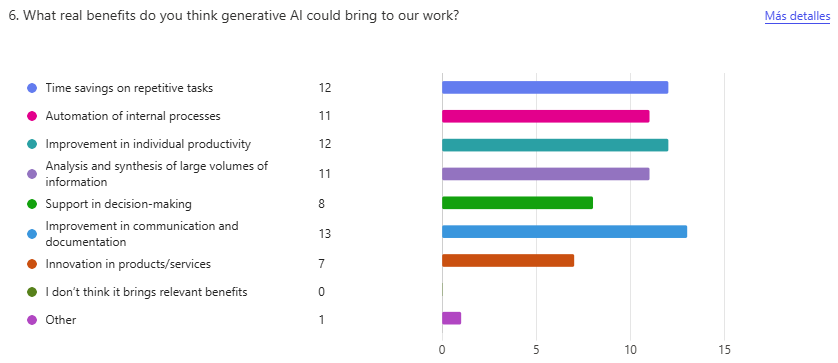 6. What real benefits do you think generative AI could bring to our work?
Más detalles
Time savings on repetitive tasks 12
Automation of internal processes 11
Improvement in individual productivity 12
Analysis and synthesis of large volumes of
information 11
Support in decision-making 8
Improvement in communication and
documentation 13
Innovation in products/services 7
I don’t think it brings relevant benefits 0
Other 1
0 5 10 15